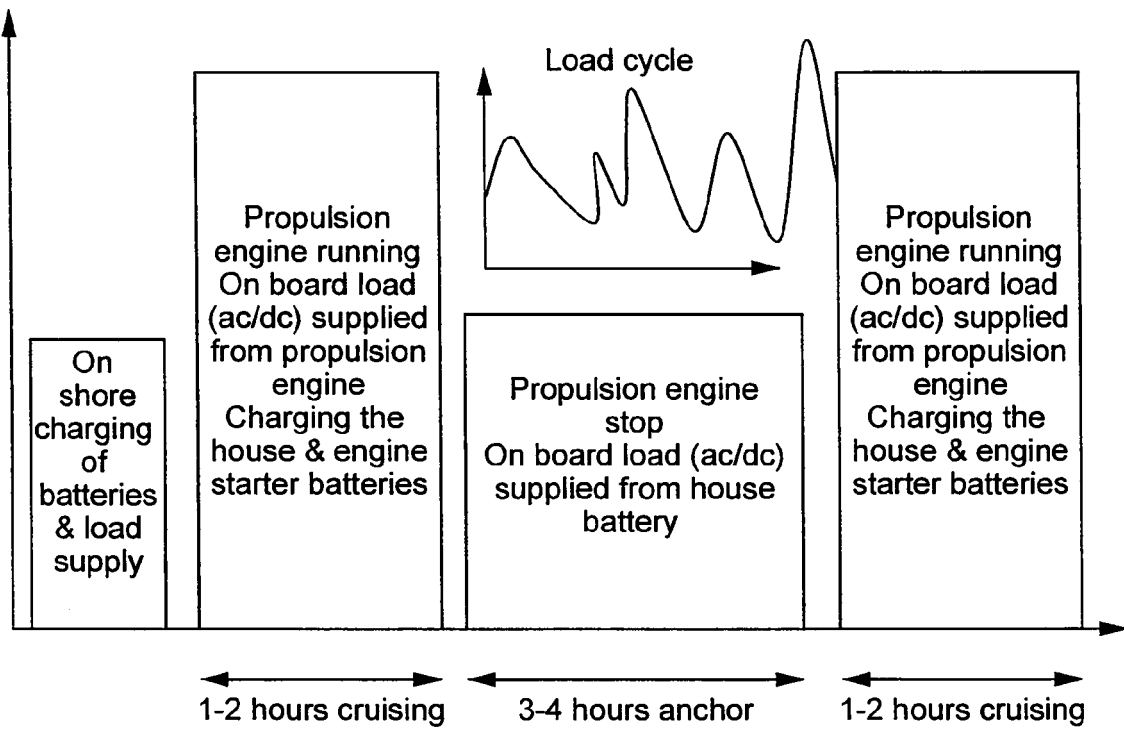 Load cycle
On
shore
charging
of
batteries
& load
supply
Propulsion
engine running
On board load
(ac/dc) supplied
from propulsion
engine
Charging the
house & engine
starter batteries
Propulsion engine
stop
On board load (ac/dc)
supplied from house
battery
Propulsion
engine running
On board load
(ac/dc) supplied
from propulsion
engine
Charging the
house & engine
starter batteries
1-2 hours cruising
3-4 hours anchor
1-2 hours cruising